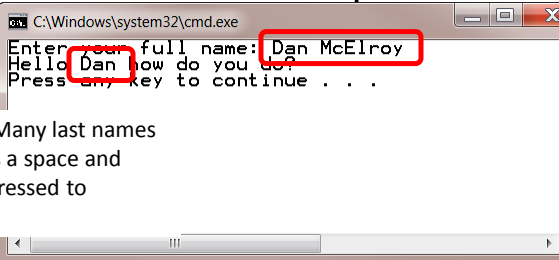 C:\Windows\system32\cmd.exe
Enter your full name: Dan McElroy
Hello Dan how do you do?
Press any key to continue . . .
Many last names
a space and
ressed to